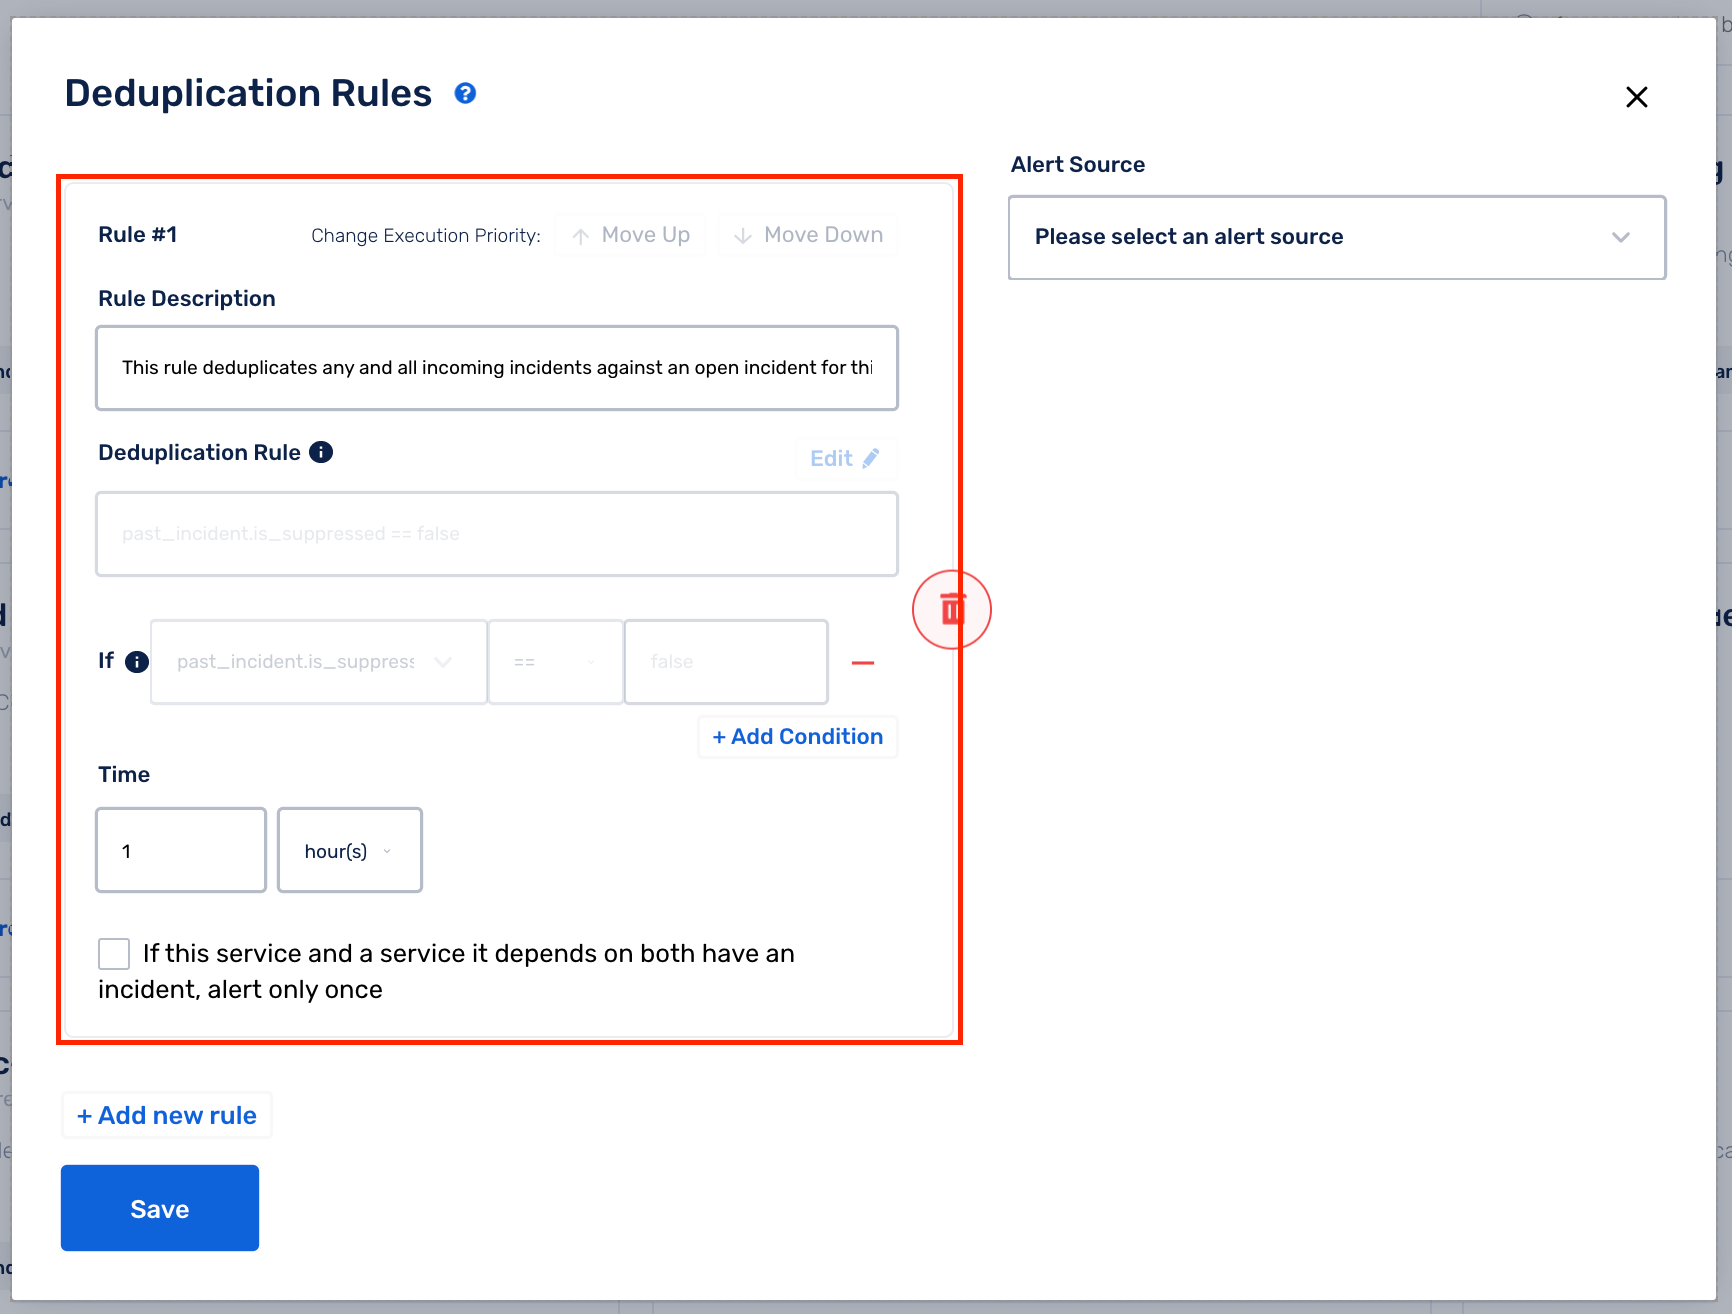 Deduplication Rules
Alert Source
Please select an alert source
Rule #1 Change Execution Priority: Move Up Move Down
Rule Description
This rule deduplicates any and all incoming incidents against an open incident for thi
Deduplication Rule
Edit
past_incident.is_suppressed == false
If past_incident.is_suppress == false
+ Add Condition
Time
1 hour(s)
If this service and a service it depends on both have an
incident, alert only once
+ Add new rule
Save